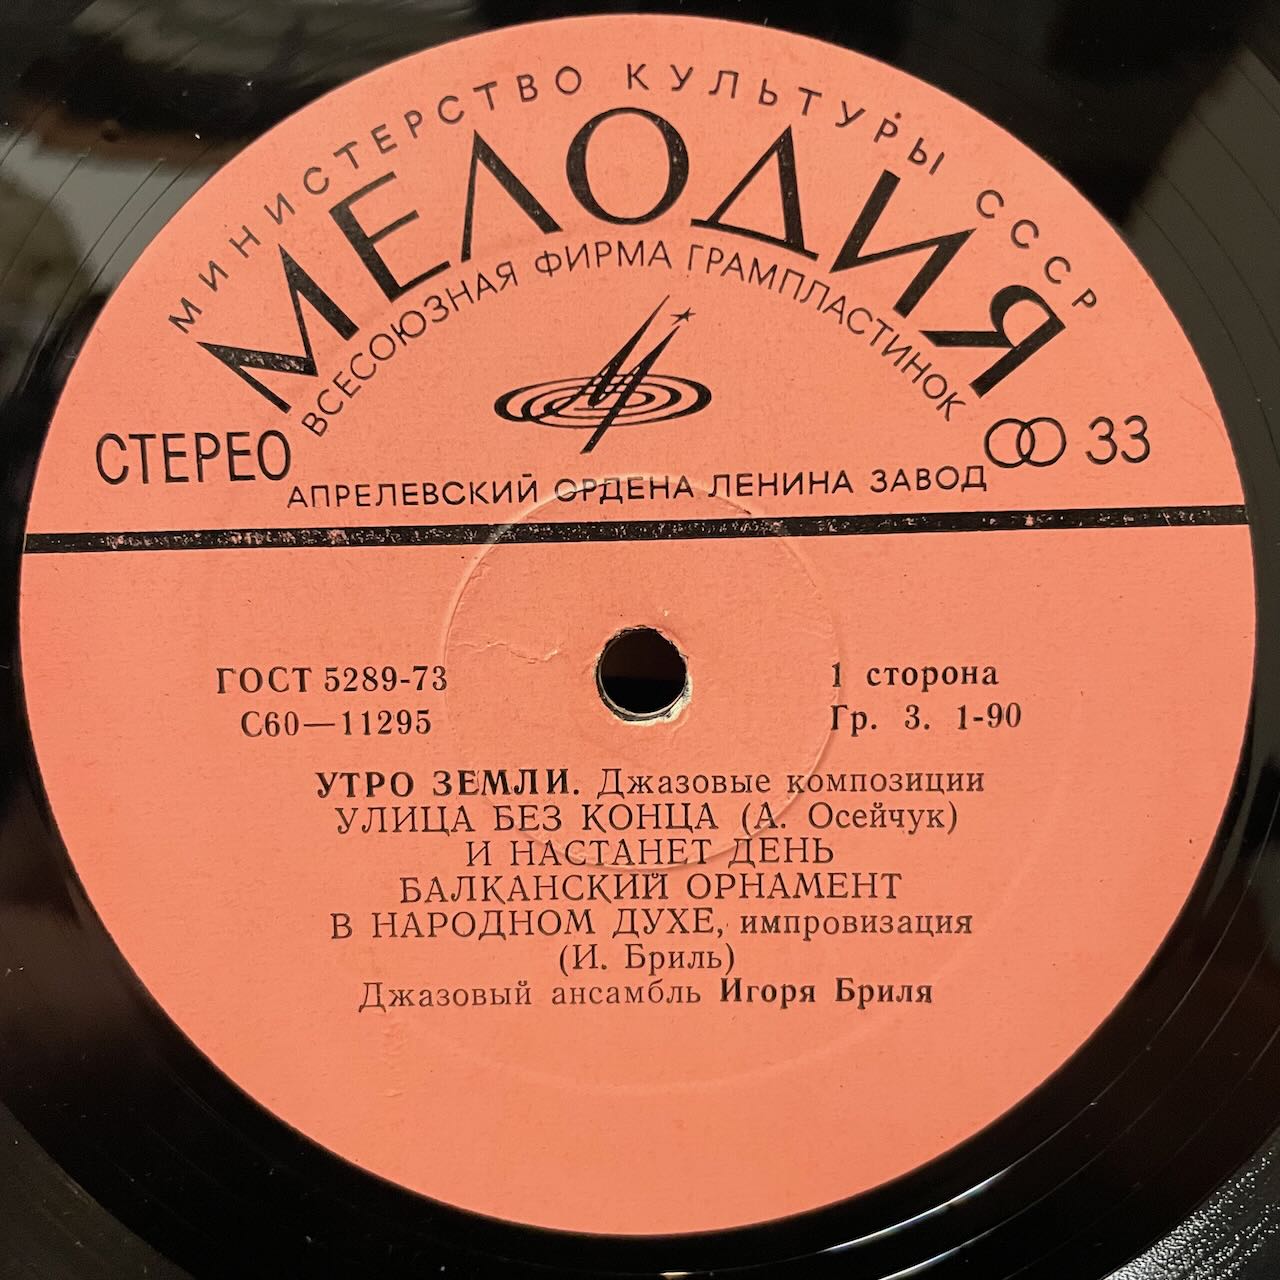 МИНИСТЕРСТВО КУЛЬТУРЫ СССР
МЕЛОДИЯ
ВСЕСОЮЗНАЯ ФИРМА ГРАМПЛАСТИНОК
СТЕРЕО
33
АПРЕЛЕВСКИЙ ОРДЕНА ЛЕНИНА ЗАВОД
ГОСТ 5289-73
С60—11295
1 сторона
Гр. 3. 1-90
УТРО ЗЕМЛИ. Джазовые композиции
УЛИЦА БЕЗ КОНЦА (А. Осейчук)
И НАСТАНЕТ ДЕНЬ
БАЛКАНСКИЙ ОРНАМЕНТ
В НАРОДНОМ ДУХЕ, импровизация
(И. Бриль)
Джазовый ансамбль Игоря Бриля